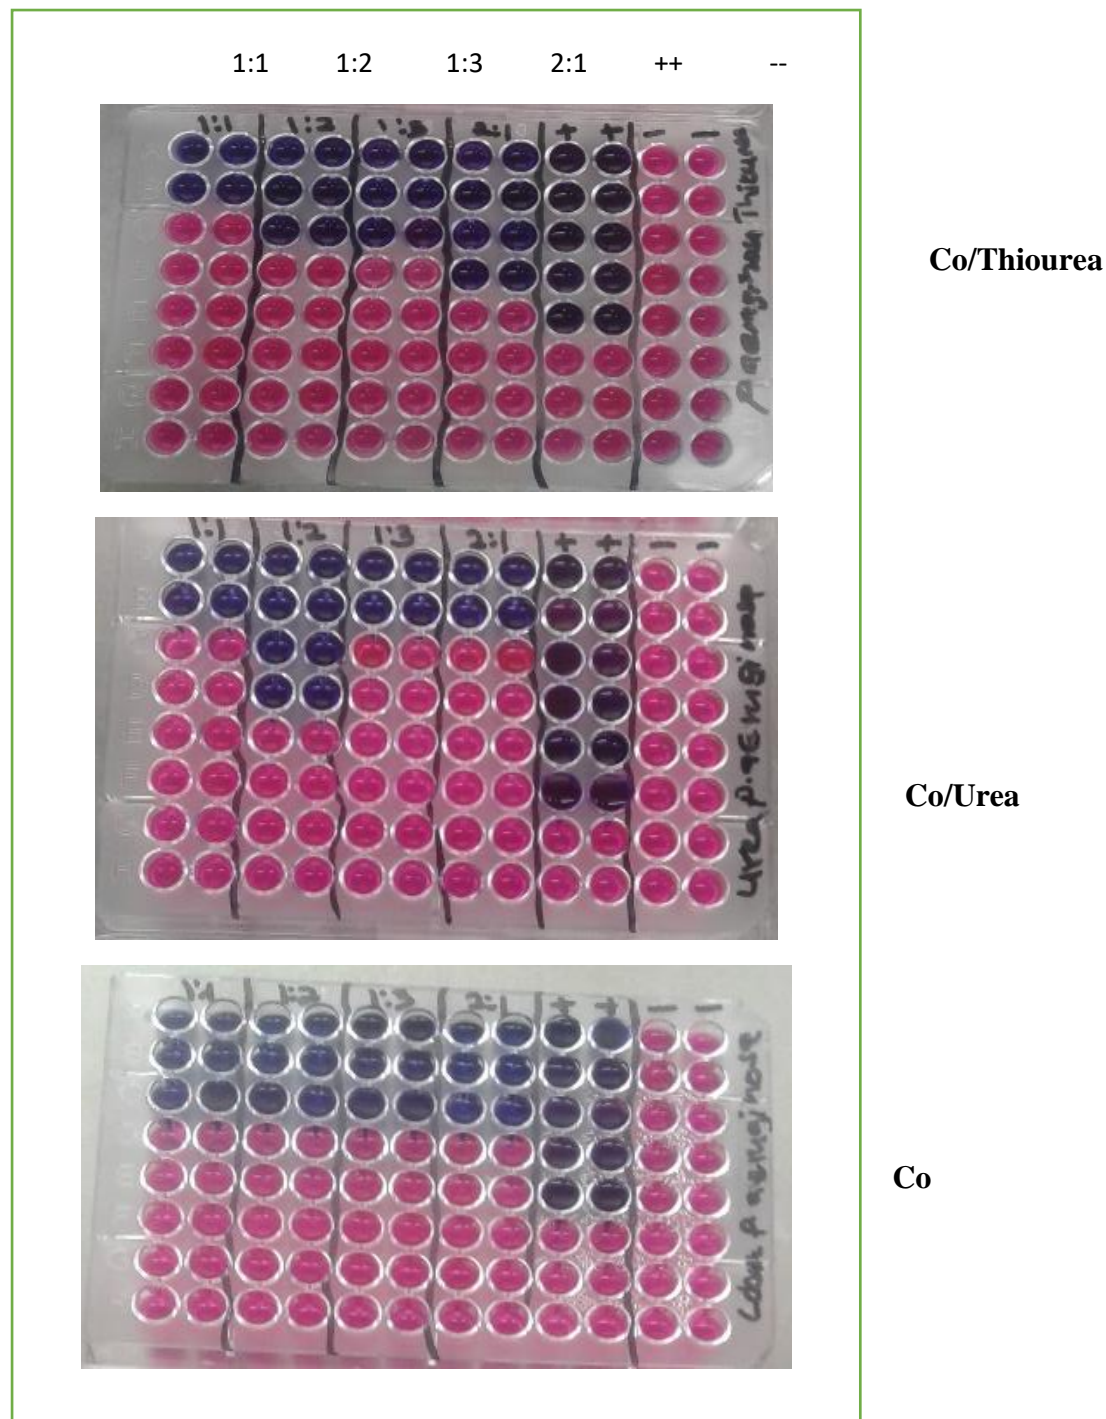 1:1 1:2 1:3 2:1 ++ --
1:1 1:2 1:3 2:1 + + - -
Co/Thiourea
1:1 1:2 1:3 2:1 + + - -
Urea
Co/Urea
1:1 1:2 1:3 2:1 + + - -
Co